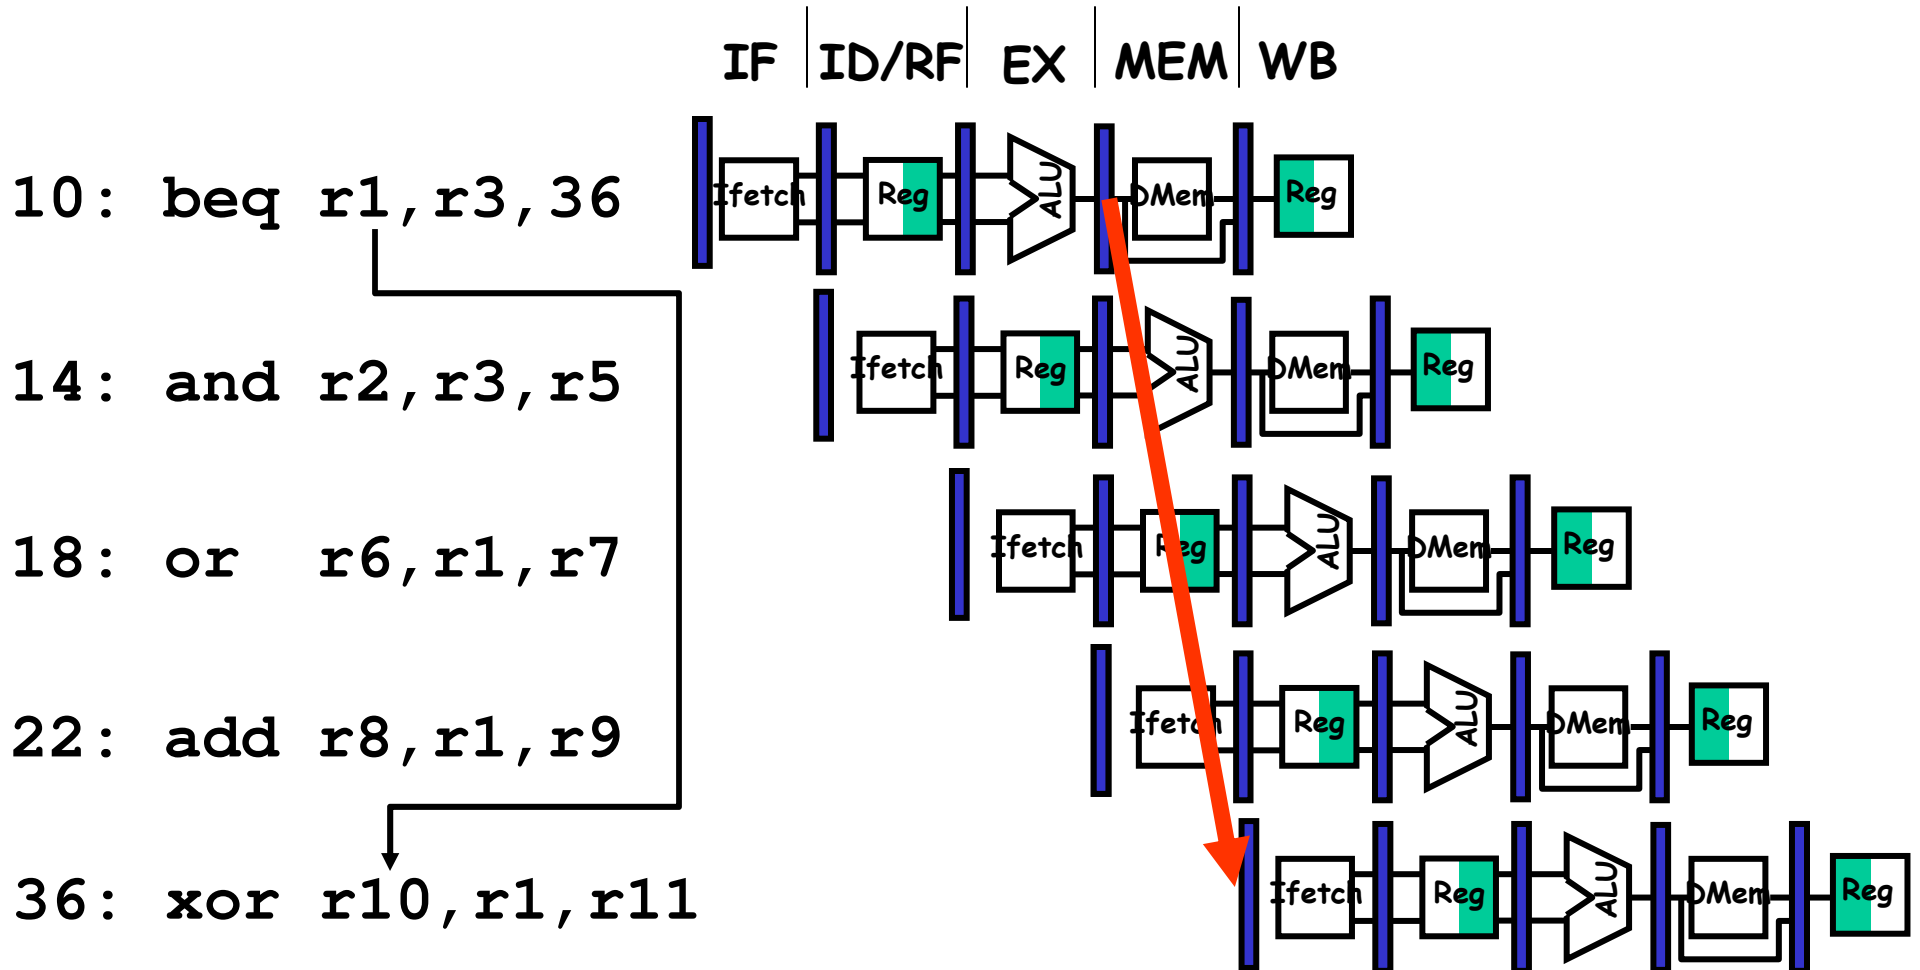 IF ID/RF EX MEM WB
10: beq r1,r3,36 Ifetch Reg ALU DMem Reg
14: and r2,r3,r5 Ifetch Reg ALU DMem Reg
18: or r6,r1,r7 Ifetch Reg ALU DMem Reg
22: add r8,r1,r9 Ifetch Reg ALU DMem Reg
36: xor r10,r1,r11 Ifetch Reg ALU DMem Reg